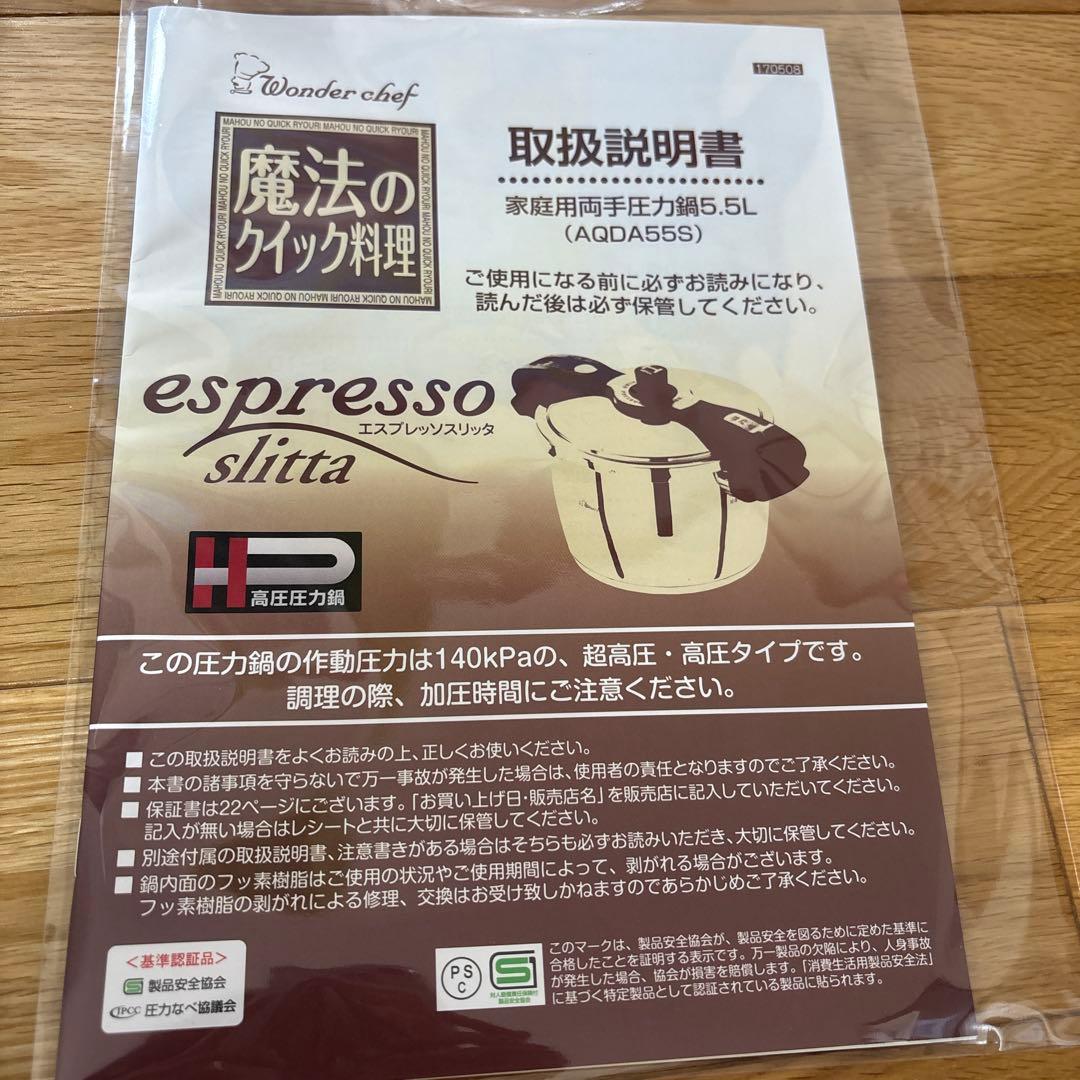 Wonder chef
170508
MAHOU NO QUICK RYOURI MAHOU NO QUICK RYOURI
魔法の
クイック料理
取扱説明書
家庭用両手圧力鍋5.5L
(AQDA55S)
ご使用になる前に必ずお読みになり、
読んだ後は必ず保管してください。
espresso
エスプレッソスリッタ
slitta
HP
高圧圧力鍋
この圧力鍋の作動圧力は140kPaの、超高圧・高圧タイプです。
調理の際、加圧時間にご注意ください。
■ この取扱説明書をよくお読みの上、正しくお使いください。
■ 本書の諸事項を守らないで万一事故が発生した場合は、使用者の責任となりますのでご了承ください。
■ 保証書は22ページにございます。「お買い上げ日・販売店名」を販売店に記入していただいてください。
記入が無い場合はレシートと共に大切に保管してください。
■ 別途付属の取扱説明書、注意書きがある場合はそちらも必ずお読みいただき、大切に保管してください。
■ 鍋内面のフッ素樹脂はご使用の状況やご使用期間によって、剥がれる場合がございます。
フッ素樹脂の剥がれによる修理、交換はお受け致しかねますのであらかじめご了承ください。
<基準認証品>
S 製品安全協会
IPCC 圧力なべ協議会
PS
C
S
対人賠償責任保険付
製品安全協会
このマークは、製品安全協会が、製品安全を図るために定めた基準に
合格したことを証明する表示です。万一製品の欠陥により、人身事故
が発生した場合、協会が損害を賠償します。「消費生活用製品安全法」
に基づく特定製品として認証されている製品に貼られます。